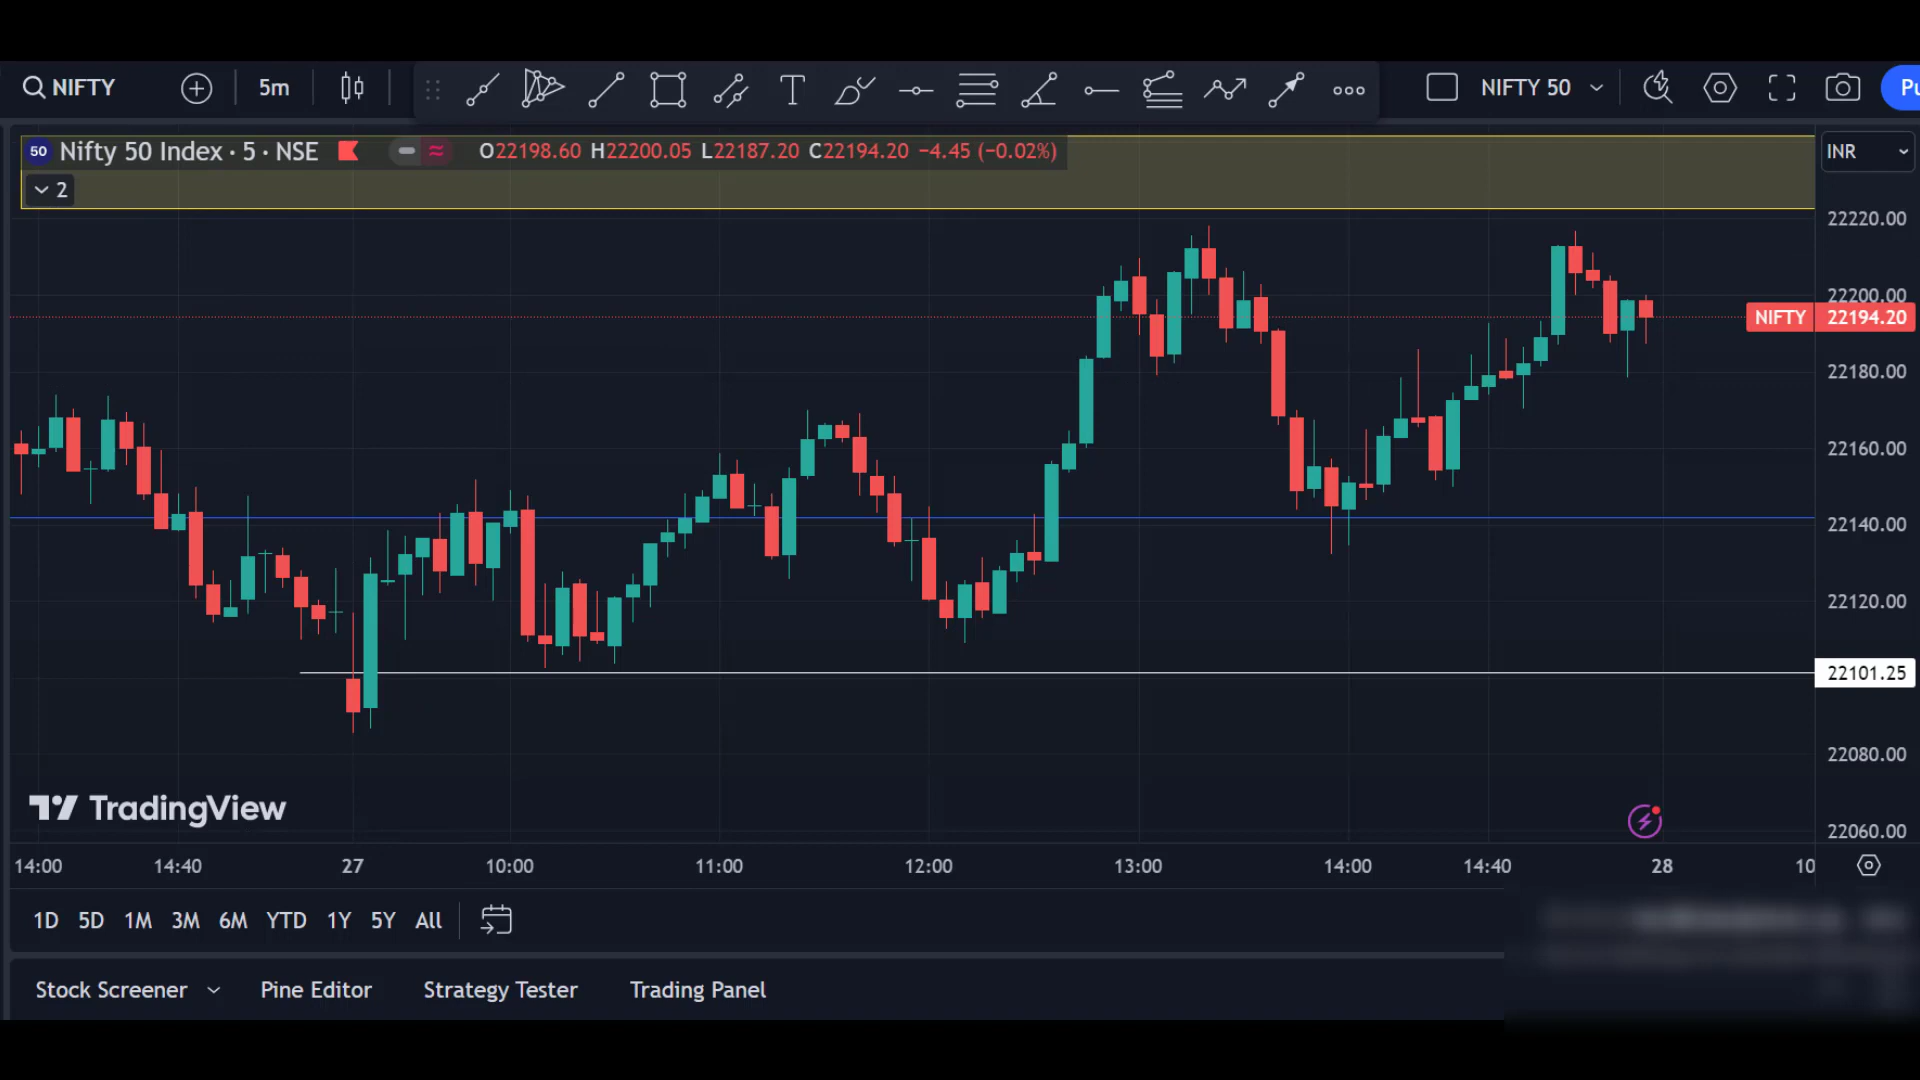 NIFTY 5m NIFTY 50 Pu
50 Nifty 50 Index · 5 · NSE O22198.60 H22200.05 L22187.20 C22194.20 −4.45 (−0.02%) INR
2
22220.00
22200.00
NIFTY 22194.20
22180.00
22160.00
22140.00
22120.00
22101.25
22080.00
22060.00
TradingView
14:00 14:40 27 10:00 11:00 12:00 13:00 14:00 14:40 28 10
1D 5D 1M 3M 6M YTD 1Y 5Y All
Stock Screener Pine Editor Strategy Tester Trading Panel